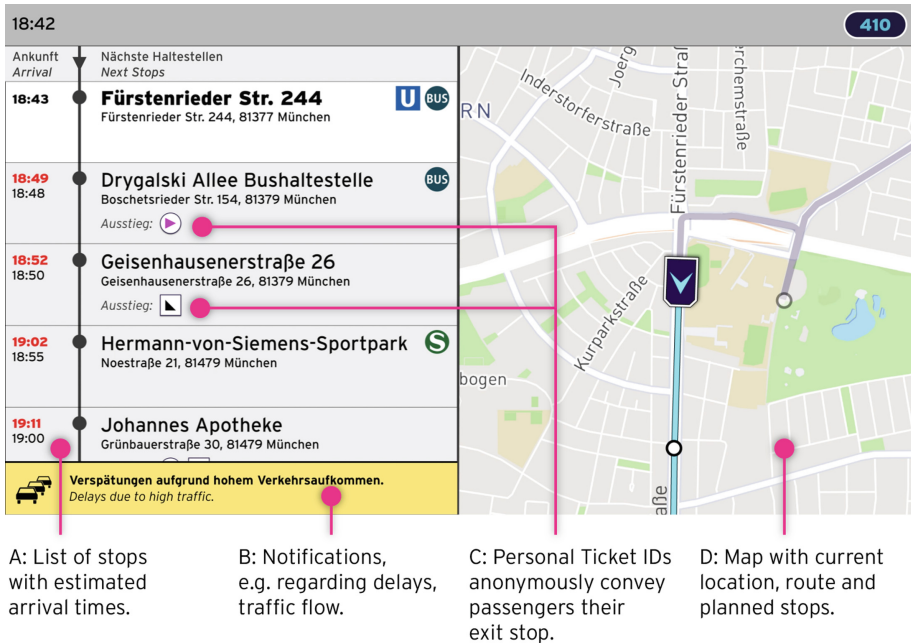 18:42
410
Ankunft
Arrival
Nächste Haltestellen
Next Stops
18:43
Fürstenrieder Str. 244
U
BUS
Fürstenrieder Str. 244, 81377 München
18:49
18:48
Drygalski Allee Bushaltestelle
BUS
Boschetsrieder Str. 154, 81379 München
Ausstieg:
18:52
18:50
Geisenhausenerstraße 26
Geisenhausenerstraße 26, 81379 München
Ausstieg:
19:02
18:55
Hermann-von-Siemens-Sportpark
S
Noestraße 21, 81479 München
19:11
19:00
Johannes Apotheke
Grünbauerstraße 30, 81479 München
Verspätungen aufgrund hohem Verkehrsaufkommen.
Delays due to high traffic.
RN
Inderstorferstraße
Joerg
Fürstenrieder Straß
erchemstraße
Kurparkstraße
bogen
aße
A: List of stops
with estimated
arrival times.
B: Notifications,
e.g. regarding delays,
traffic flow.
C: Personal Ticket IDs
anonymously convey
passengers their
exit stop.
D: Map with current
location, route and
planned stops.